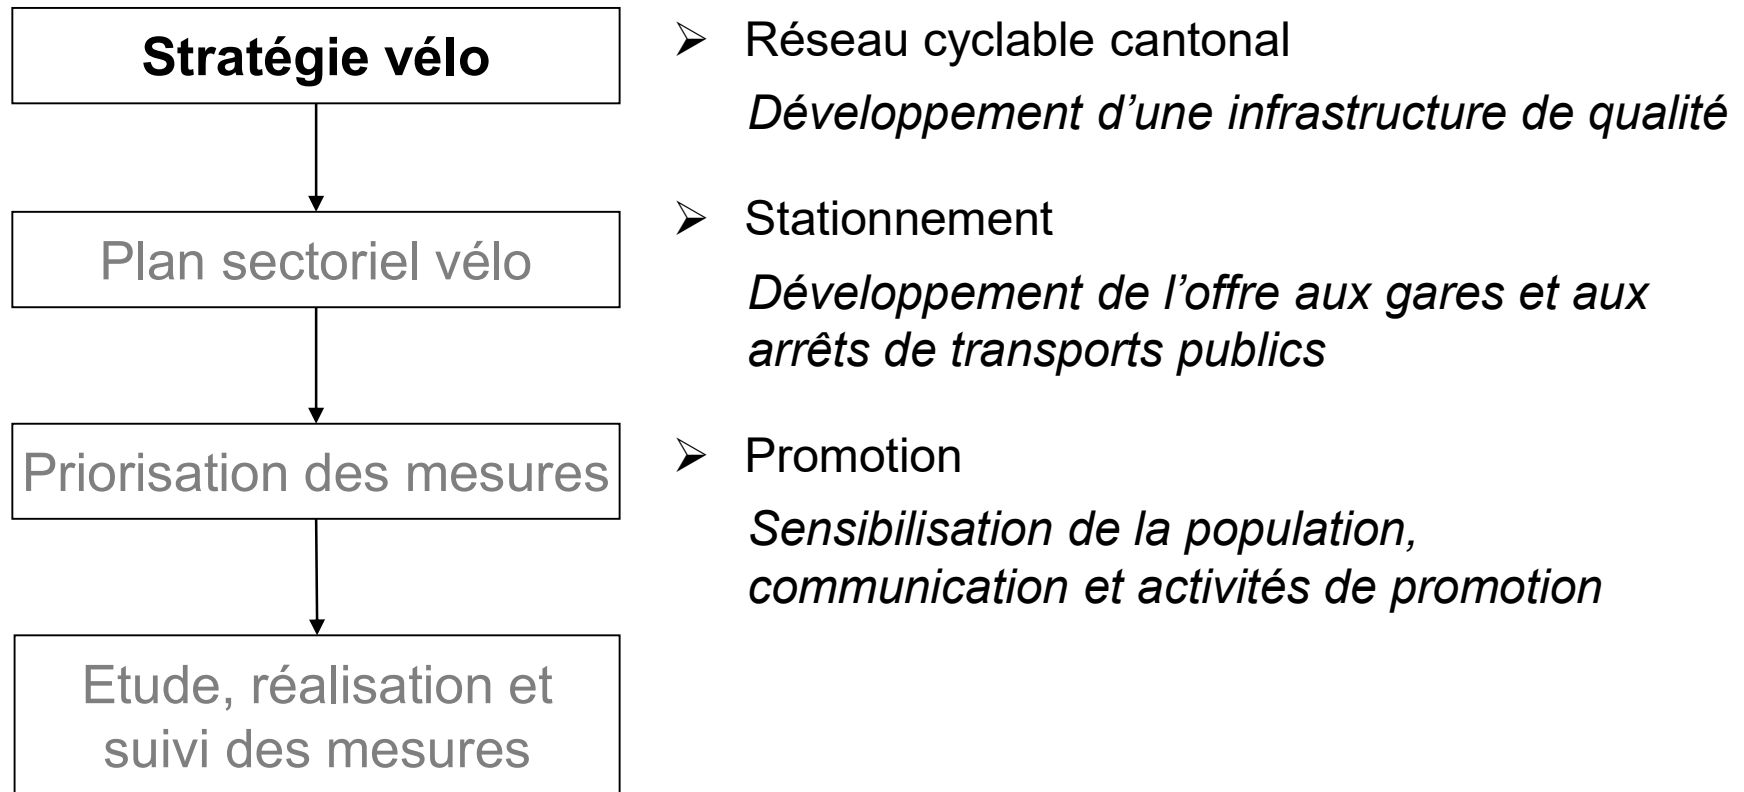 Stratégie vélo
Plan sectoriel vélo
Priorisation des mesures
Etude, réalisation et
suivi des mesures
➢ Réseau cyclable cantonal
Développement d’une infrastructure de qualité
➢ Stationnement
Développement de l’offre aux gares et aux
arrêts de transports publics
➢ Promotion
Sensibilisation de la population,
communication et activités de promotion